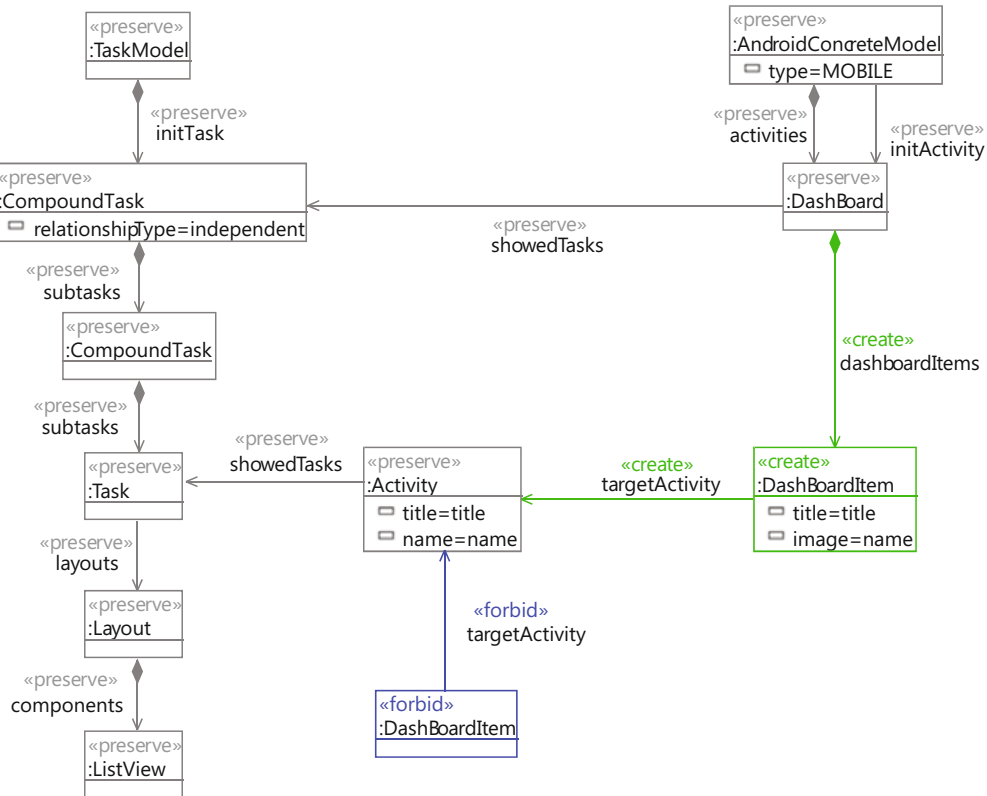 «preserve»
:TaskModel
«preserve»
initTask
«preserve»
:AndroidConcreteModel
type=MOBILE
«preserve»
activities
«preserve»
initActivity
«preserve»
:CompoundTask
relationshipType=independent
«preserve»
showedTasks
«preserve»
:DashBoard
«preserve»
subtasks
«preserve»
:CompoundTask
«create»
dashboardItems
«preserve»
subtasks
«preserve»
:Task
«preserve»
showedTasks
«preserve»
:Activity
title=title
name=name
«create»
targetActivity
«create»
:DashBoardItem
title=title
image=name
«preserve»
layouts
«preserve»
:Layout
«forbid»
targetActivity
«preserve»
components
«forbid»
:DashBoardItem
«preserve»
:ListView